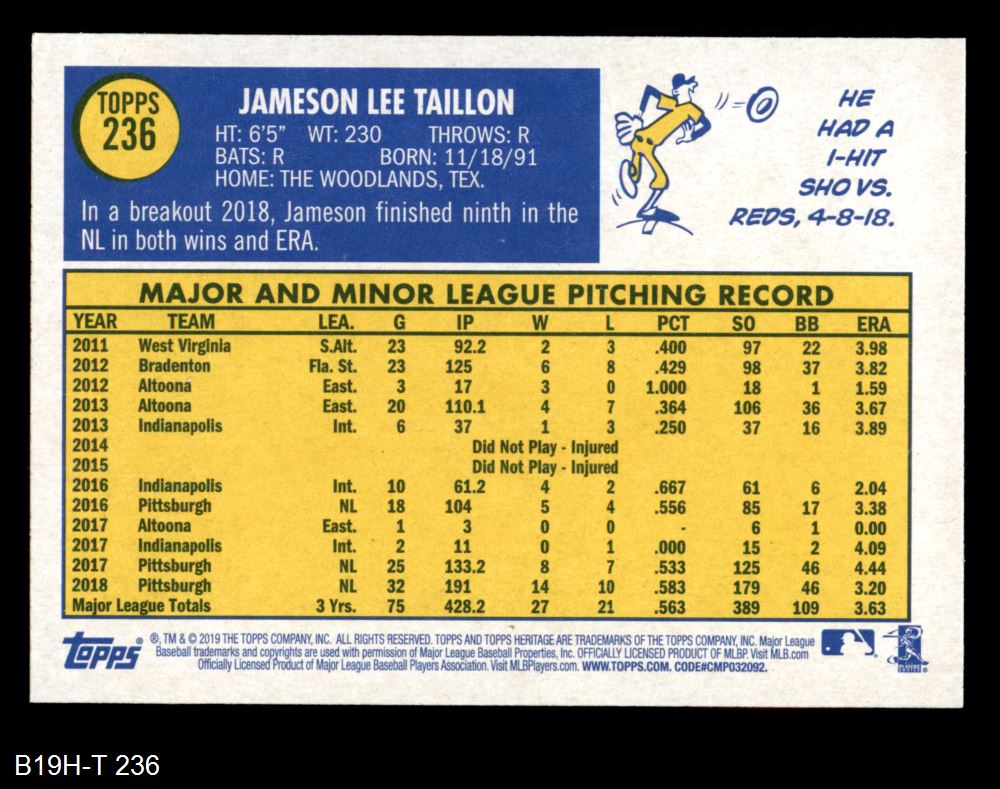 TOPPS
236
JAMESON LEE TAILLON
HT: 6'5" WT: 230 THROWS: R
BATS: R BORN: 11/18/91
HOME: THE WOODLANDS, TEX.
In a breakout 2018, Jameson finished ninth in the
NL in both wins and ERA.
HE
HAD A
1-HIT
SHO VS.
REDS, 4-8-18.
MAJOR AND MINOR LEAGUE PITCHING RECORD
YEAR TEAM LEA. G IP W L PCT SO BB ERA
2011 West Virginia S.Alt. 23 92.2 2 3 .400 97 22 3.98
2012 Bradenton Fla. St. 23 125 6 8 .429 98 37 3.82
2012 Altoona East. 3 17 3 0 1.000 18 1 1.59
2013 Altoona East. 20 110.1 4 7 .364 106 36 3.67
2013 Indianapolis Int. 6 37 1 3 .250 37 16 3.89
2014 Did Not Play - Injured
2015 Did Not Play - Injured
2016 Indianapolis Int. 10 61.2 4 2 .667 61 6 2.04
2016 Pittsburgh NL 18 104 5 4 .556 85 17 3.38
2017 Altoona East. 1 3 0 0 - 6 1 0.00
2017 Indianapolis Int. 2 11 0 1 .000 15 2 4.09
2017 Pittsburgh NL 25 133.2 8 7 .533 125 46 4.44
2018 Pittsburgh NL 32 191 14 10 .583 179 46 3.20
Major League Totals 3 Yrs. 75 428.2 27 21 .563 389 109 3.63
Topps ® ®, TM & © 2019 THE TOPPS COMPANY, INC. ALL RIGHTS RESERVED. TOPPS AND TOPPS HERITAGE ARE TRADEMARKS OF THE TOPPS COMPANY, INC. Major League
Baseball trademarks and copyrights are used with permission of Major League Baseball Properties, Inc. OFFICIALLY LICENSED PRODUCT OF MLBP. Visit MLB.com
Officially Licensed Product of Major League Baseball Players Association. Visit MLBPlayers.com. WWW.TOPPS.COM. CODE#CMP032092.
B19H-T 236